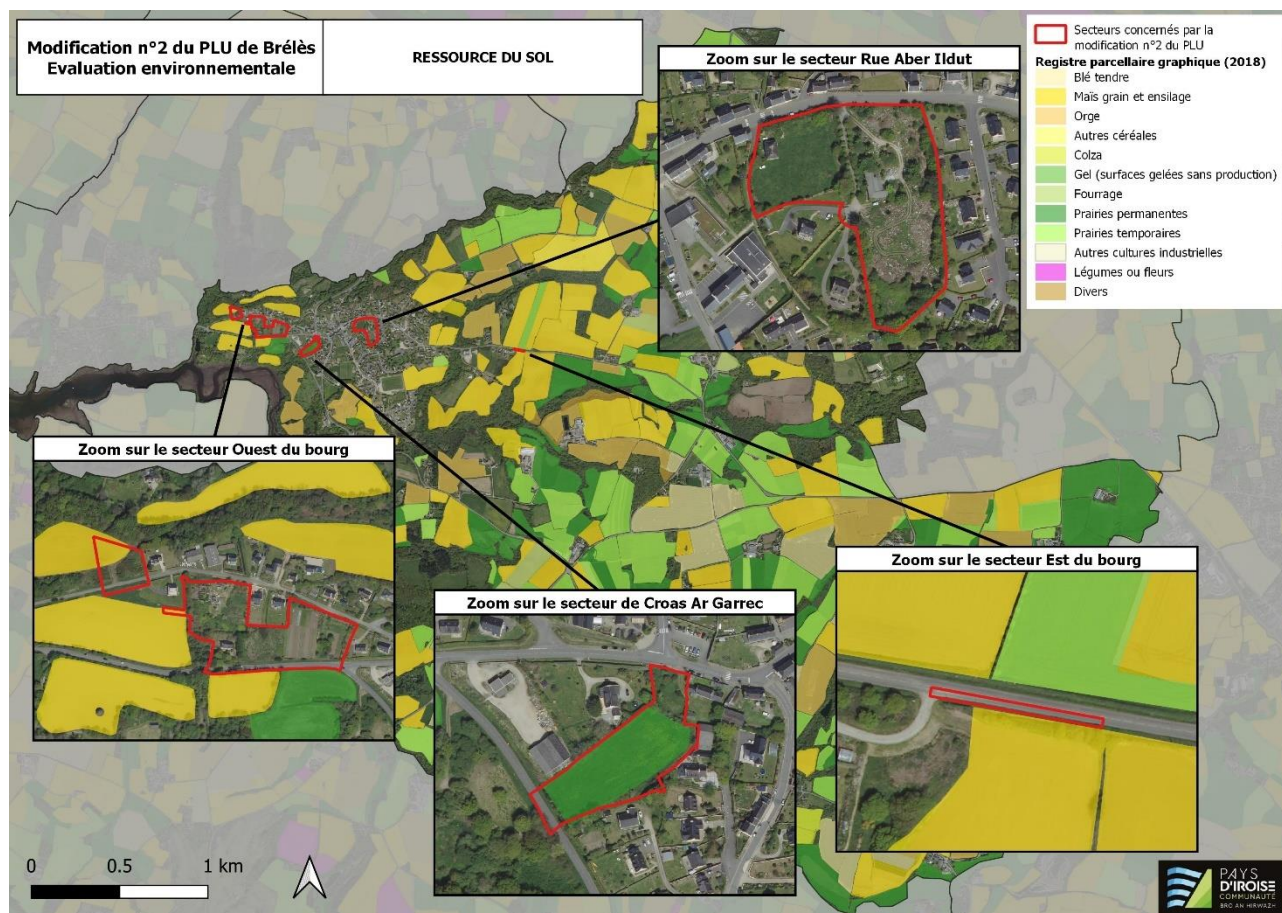 Modification n°2 du PLU de Brélès
Evaluation environnementale
RESSOURCE DU SOL
Secteurs concernés par la
modification n°2 du PLU
Registre parcellaire graphique (2018)
Blé tendre
Maïs grain et ensilage
Orge
Autres céréales
Colza
Gel (surfaces gelées sans production)
Fourrage
Prairies permanentes
Prairies temporaires
Autres cultures industrielles
Légumes ou fleurs
Divers
Zoom sur le secteur Rue Aber Ildut
Zoom sur le secteur Ouest du bourg
Zoom sur le secteur de Croas Ar Garrec
Zoom sur le secteur Est du bourg
0 0.5 1 km
PAYS
D'IROISE
COMMUNAUTÉ
BRO AN HIRWAZH